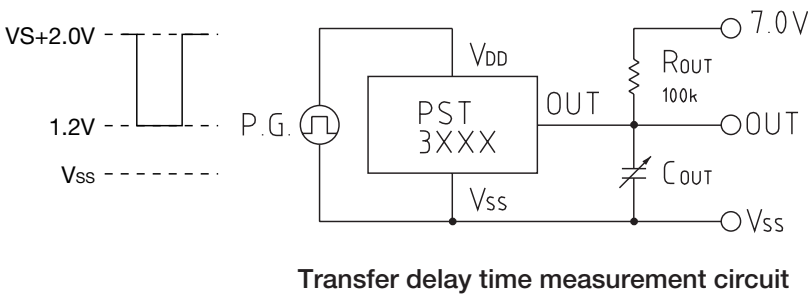 VS+2.0V
1.2V
VSS
P.G.
VDD
PST
3XXX
VSS
OUT
7.0V
ROUT
100k
OUT
COUT
VSS
Transfer delay time measurement circuit